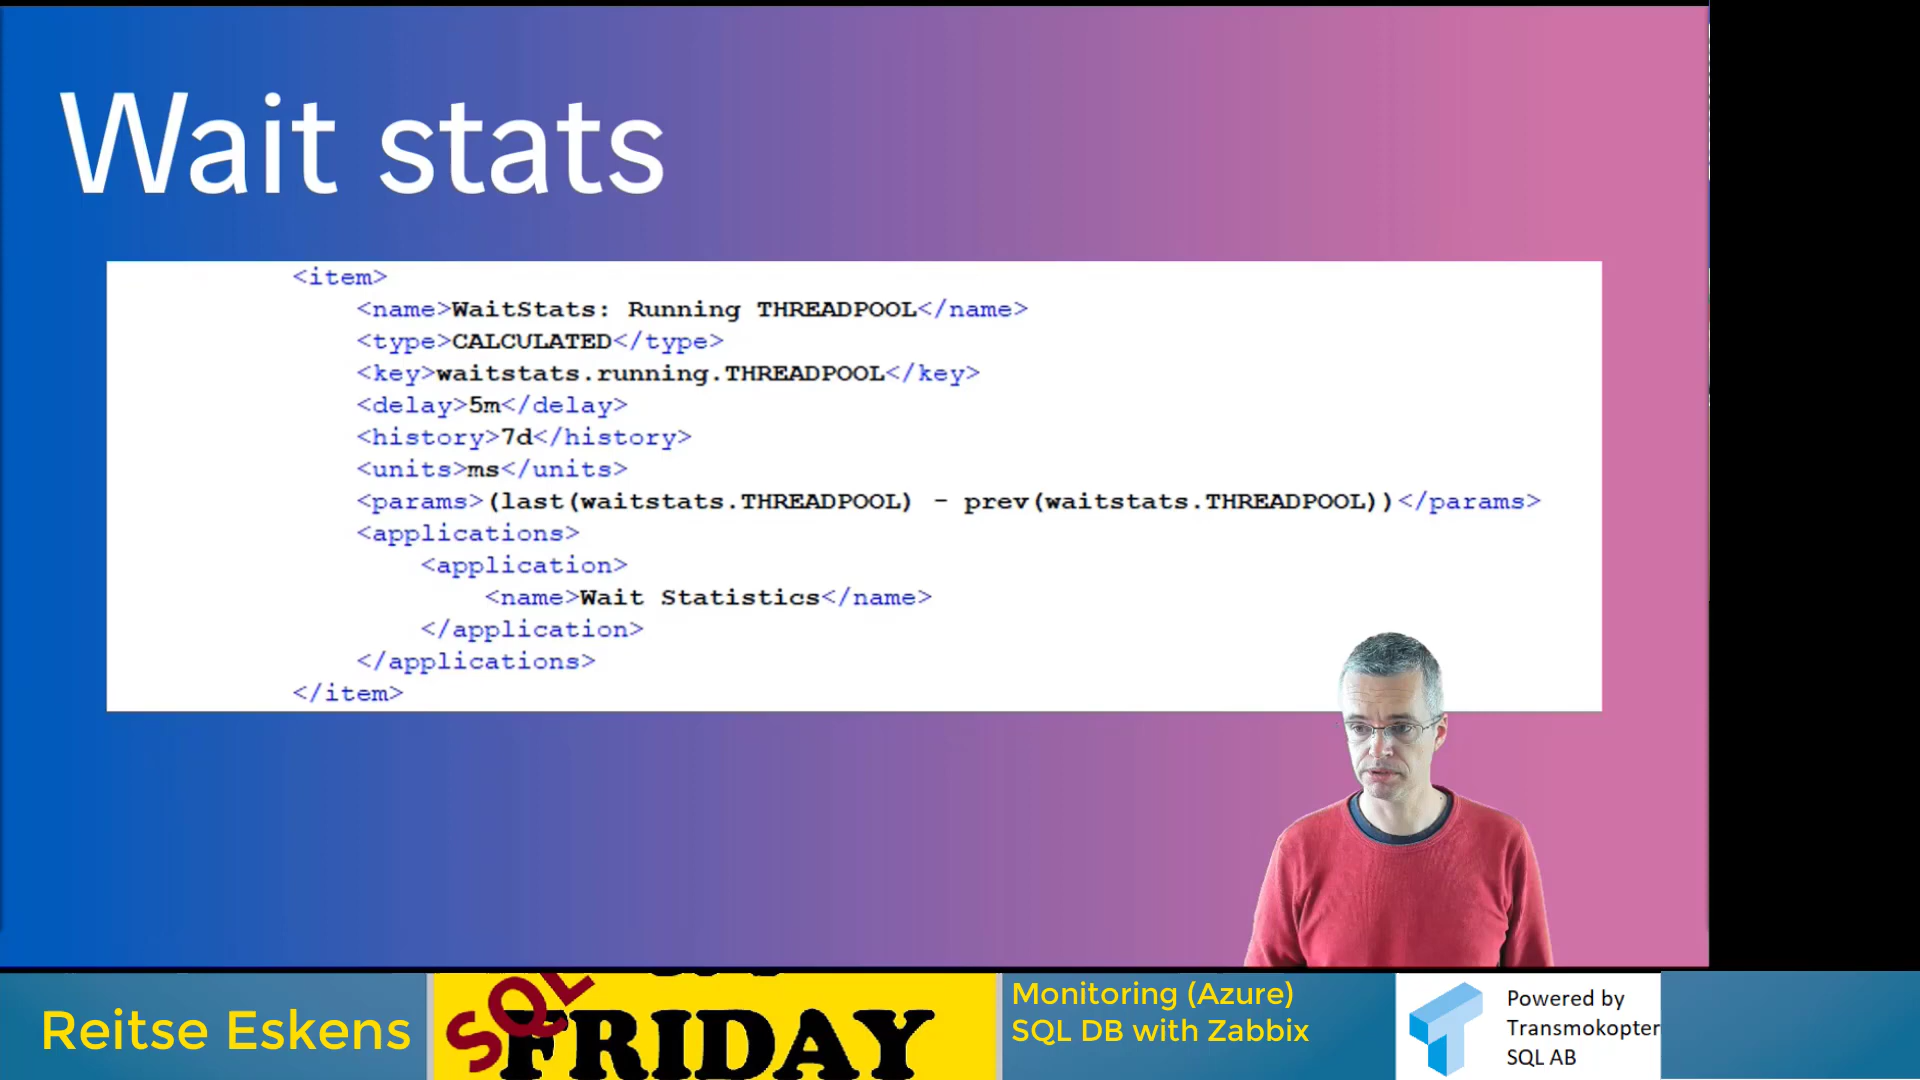 Wait stats
<item>
<name>WaitStats: Running THREADPOOL</name>
<type>CALCULATED</type>
<key>waitstats.running.THREADPOOL</key>
<delay>5m</delay>
<history>7d</history>
<units>ms</units>
<params>(last(waitstats.THREADPOOL) - prev(waitstats.THREADPOOL))</params>
<applications>
<application>
<name>Wait Statistics</name>
</application>
</applications>
</item>
Reitse Eskens
SQL
FRIDAY
Monitoring (Azure)
SQL DB with Zabbix
Powered by
Transmokopter
SQL AB